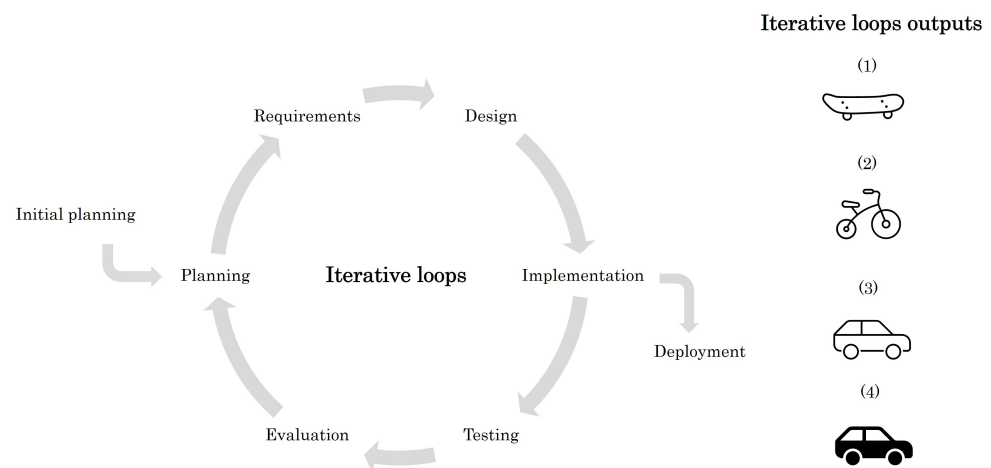 Iterative loops outputs
(1)
Requirements
Design
(2)
Initial planning
Planning
Iterative loops
Implementation
(3)
Deployment
(4)
Evaluation
Testing